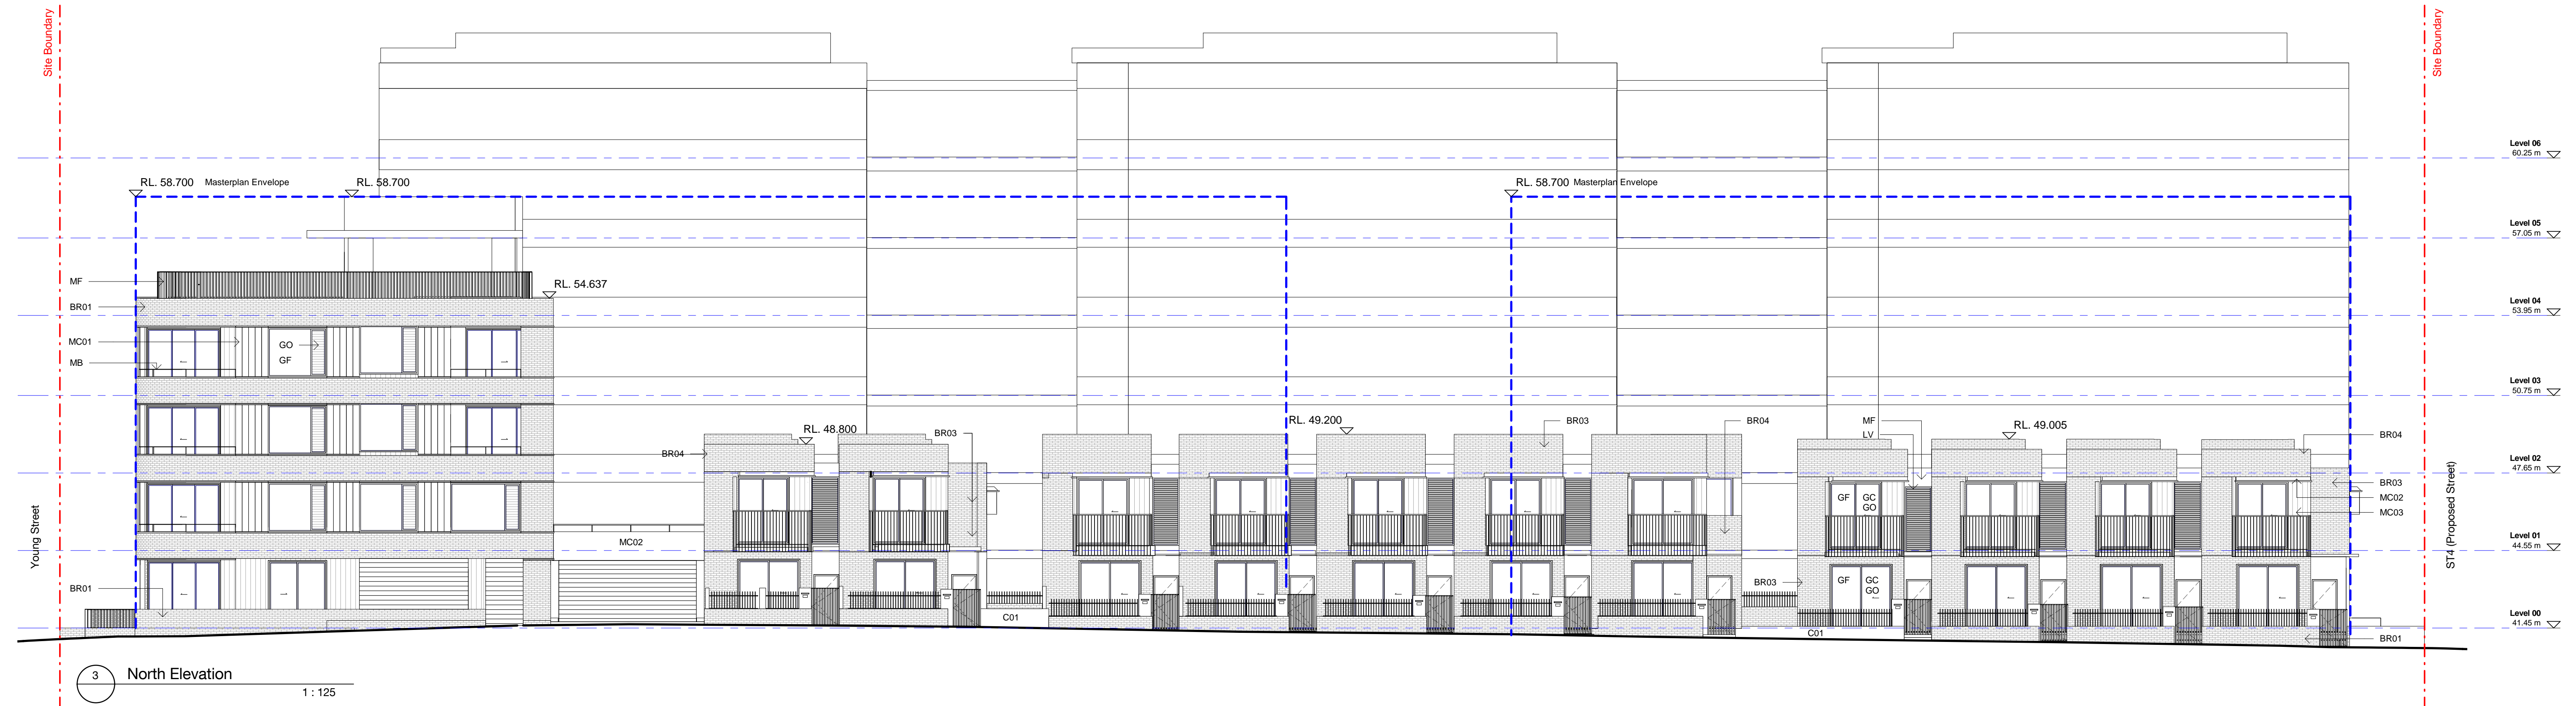 Site Boundary
Site Boundary
Level 06
60.25 m
RL. 58.700 Masterplan Envelope
RL. 58.700
RL. 58.700 Masterplan Envelope
Level 05
57.05 m
MF
RL. 54.637
BR01
Level 04
53.95 m
MC01
GO
GF
MB
Level 03
50.75 m
RL. 48.800
BR03
RL. 49.200
BR03
BR04
MF
LV
RL. 49.005
BR04
BR04
Level 02
47.65 m
BR03
GF
GC
GO
MC02
MC03
Young Street
ST4 (Proposed Street)
MC02
Level 01
44.55 m
BR01
BR03
GF
GC
GO
C01
C01
Level 00
41.45 m
BR01
3
North Elevation
1 : 125